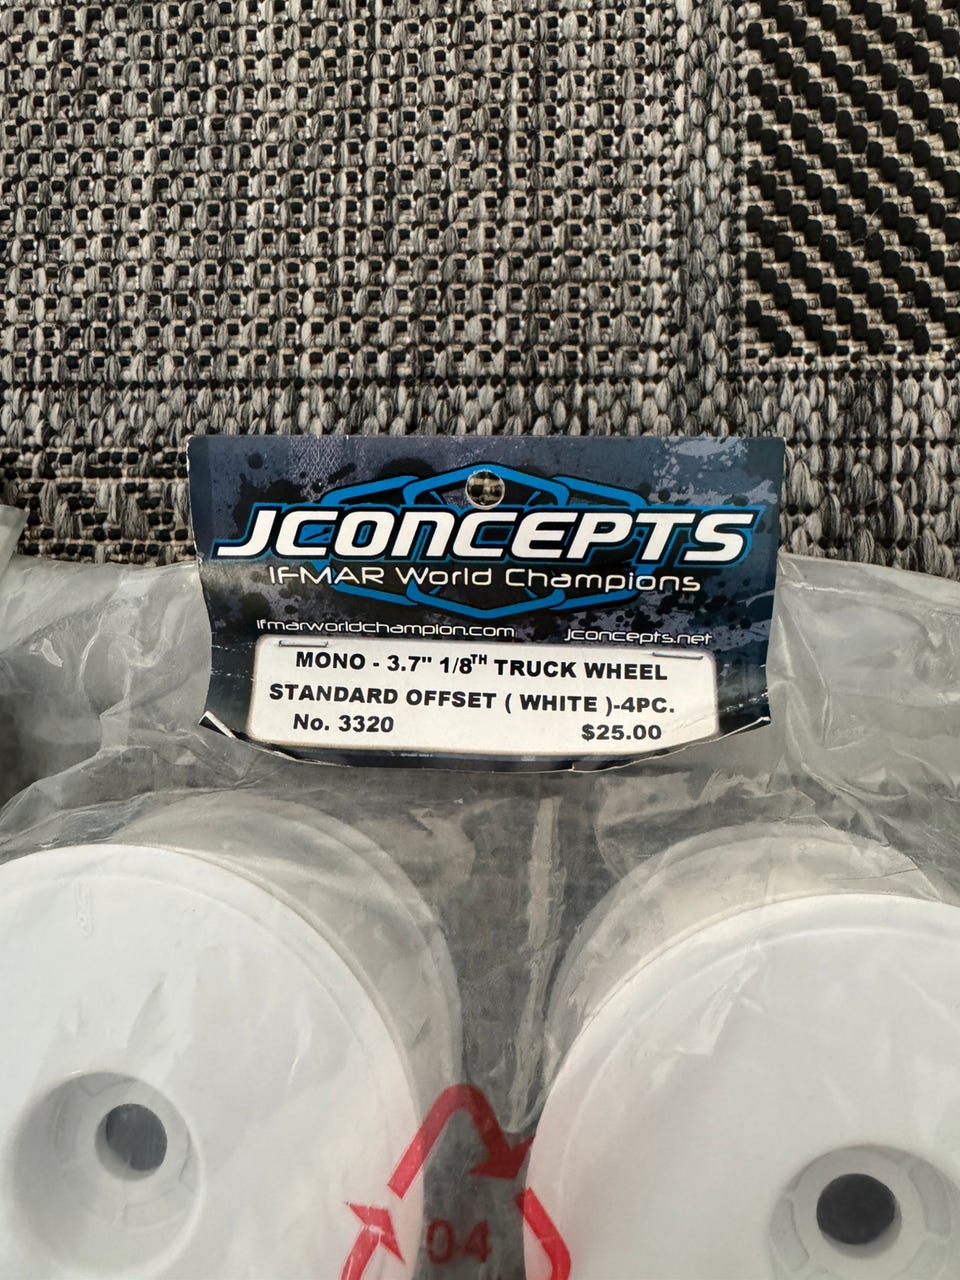 JCONCEPTS
IFMAR World Champions
ifmarworldchampion.com jconcepts.net
MONO - 3.7" 1/8TH TRUCK WHEEL
STANDARD OFFSET ( WHITE )-4PC.
No. 3320 $25.00
04